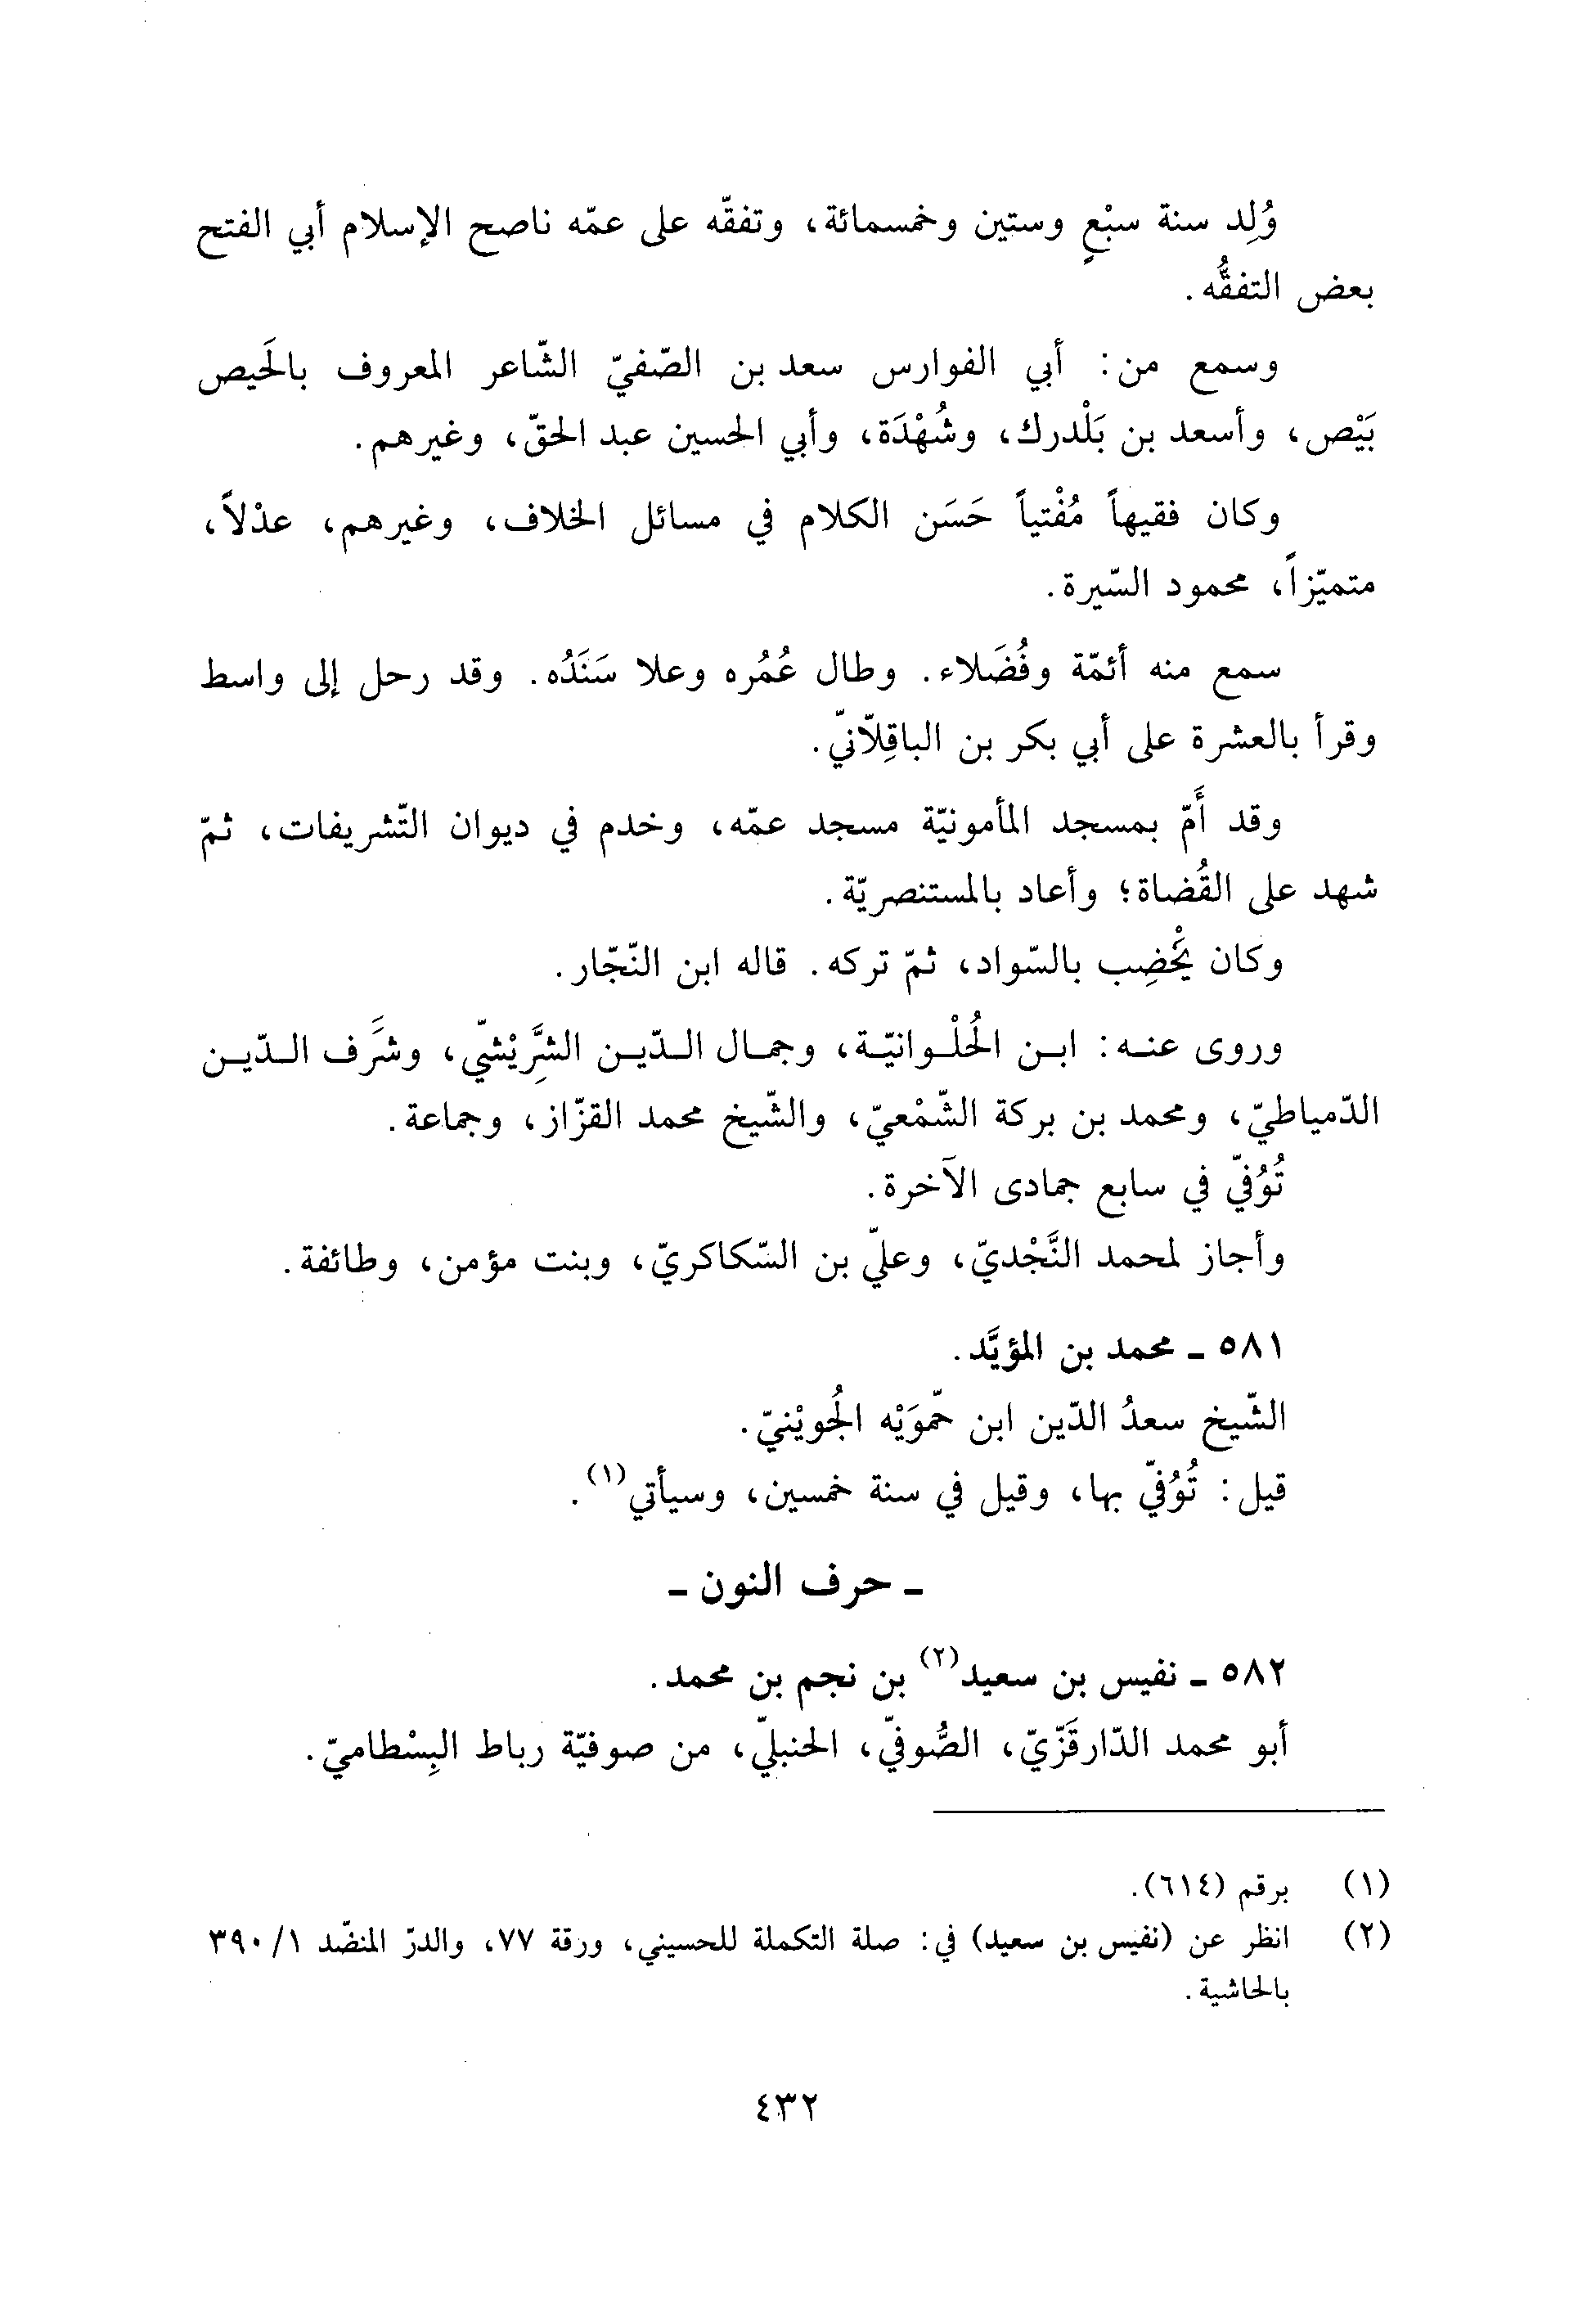 وُلِد سنة سبْعٍ وستين وخمسمائة، وتفقّه على عمّه ناصح الإسلام أبي الفتح
بعض التفقُّه.
وسمع من: أبي الفوارس سعد بن الصّفيّ الشّاعر المعروف بالحَيص
بَيْص، وأسعد بن بَلْدرك، وشُهْدَة، وأبي الحسين عبد الحقّ، وغيرهم.
وكان فقيهاً مُفْتياً حَسَن الكلام في مسائل الخلاف، وغيرهم، عدْلاً،
متميّزاً، محمود السّيرة.
سمع منه أئمّة وفُضَلاء. وطال عُمُره وعلا سَنَدُه. وقد رحل إلى واسط
وقرأ بالعشرة على أبي بكر بن الباقِلّانيّ.
وقد أَمّ بمسجد المأمونيّة مسجد عمّه، وخدم في ديوان التّشريفات، ثمّ
شهد على القُضاة؛ وأعاد بالمستنصريّة.
وكان يَخْضِب بالسّواد، ثمّ تركه. قاله ابن النّجّار.
وروى عنه: ابن الحُلْوانيّة، وجمال الدّين الشَّرِيْشيّ، وشَرَف الدّين
الدّمياطيّ، ومحمد بن بركة الشّمْعيّ، والشّيخ محمد القزّاز، وجماعة.
تُوُفيّ في سابع جمادى الآخرة.
وأجاز لمحمد النَّجْديّ، وعليّ بن السّكاكريّ، وبنت مؤمن، وطائفة.
٥٨١ ـ محمد بن المؤيَّد.
الشّيخ سعدُ الدّين ابن حمّوَيْه الجُويْنيّ.
قيل: تُوُفيّ بها، وقيل في سنة خمسين، وسيأتي(١).
ـ حرف النون ـ
٥٨٢ ـ نفيس بن سعيد(٢) بن نجم بن محمد.
أبو محمد الدّارقَزّيّ، الصُّوفيّ، الحنبليّ، من صوفيّة رباط البِسْطاميّ.
(١) برقم (٦١٤).
(٢) انظر عن (نفيس بن سعيد) في: صلة التكملة للحسيني، ورقة ٧٧، والدرّ المنضّد ١/ ٣٩٠
بالحاشية.
٤٣٢